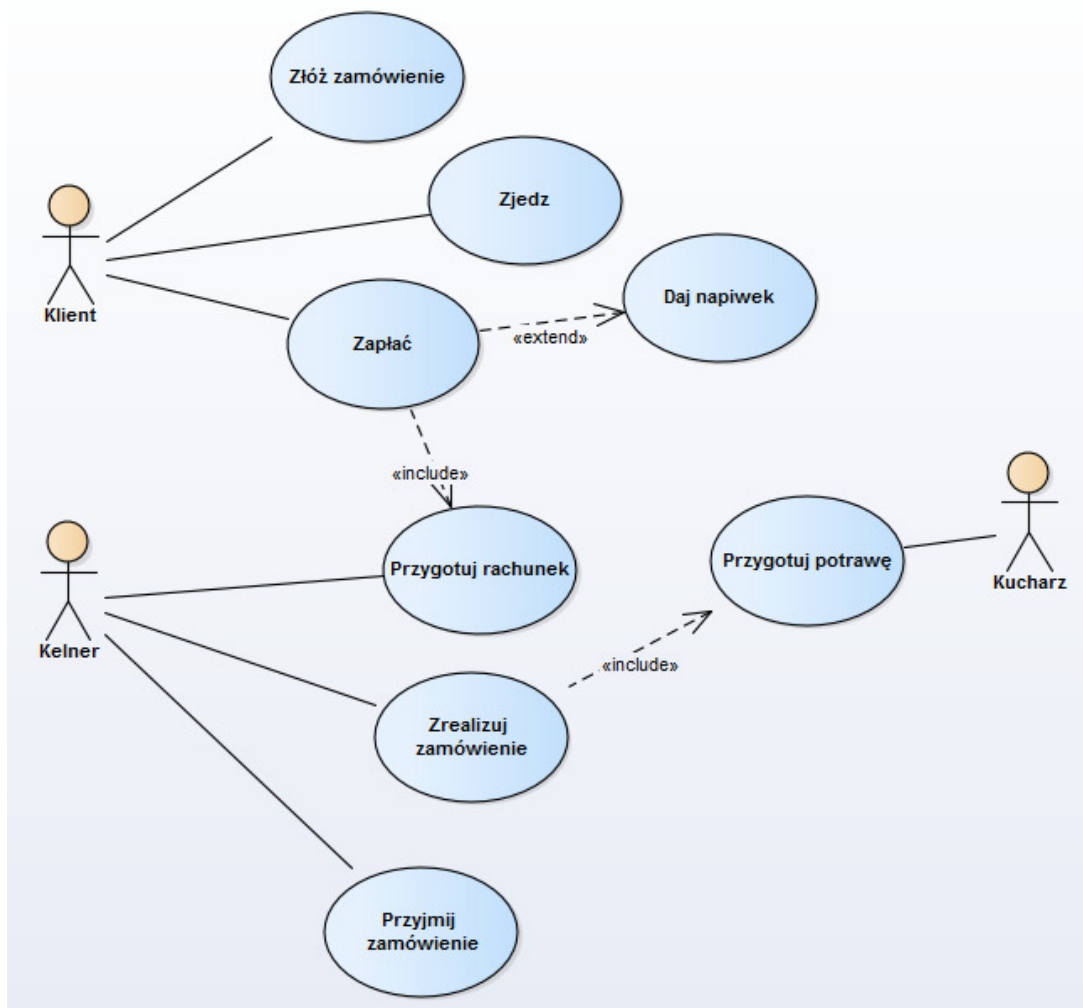 Złóż zamówienie
Zjedz
Daj napiwek
Klient
Zapłać
«extend»
«include»
Przygotuj rachunek
Przygotuj potrawę
Kucharz
Kelner
«include»
Zrealizuj
zamówienie
Przyjmij
zamówienie